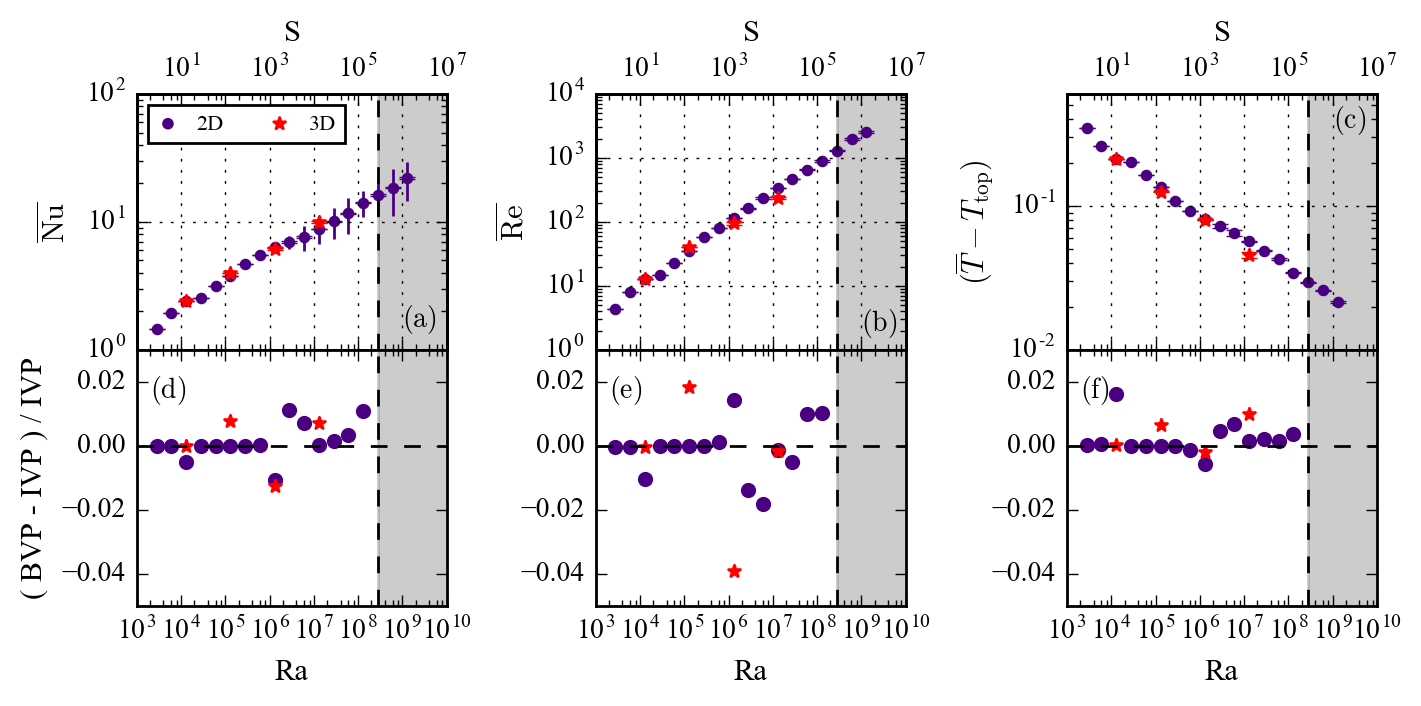 S S S
10^1 10^3 10^5 10^7 10^1 10^3 10^5 10^7 10^1 10^3 10^5 10^7
10^2
10^1
10^0
Nu
2D 3D
(a)
10^4
10^3
10^2
10^1
10^0
Re
(b)
10^-1
10^-2
(T − T_top)
(c)
( BVP - IVP ) / IVP
0.02
0.00
−0.02
−0.04
(d)
0.02
0.00
−0.02
−0.04
(e)
0.02
0.00
−0.02
−0.04
(f)
10^3 10^4 10^5 10^6 10^7 10^8 10^9 10^10 10^3 10^4 10^5 10^6 10^7 10^8 10^9 10^10 10^3 10^4 10^5 10^6 10^7 10^8 10^9 10^10
Ra Ra Ra